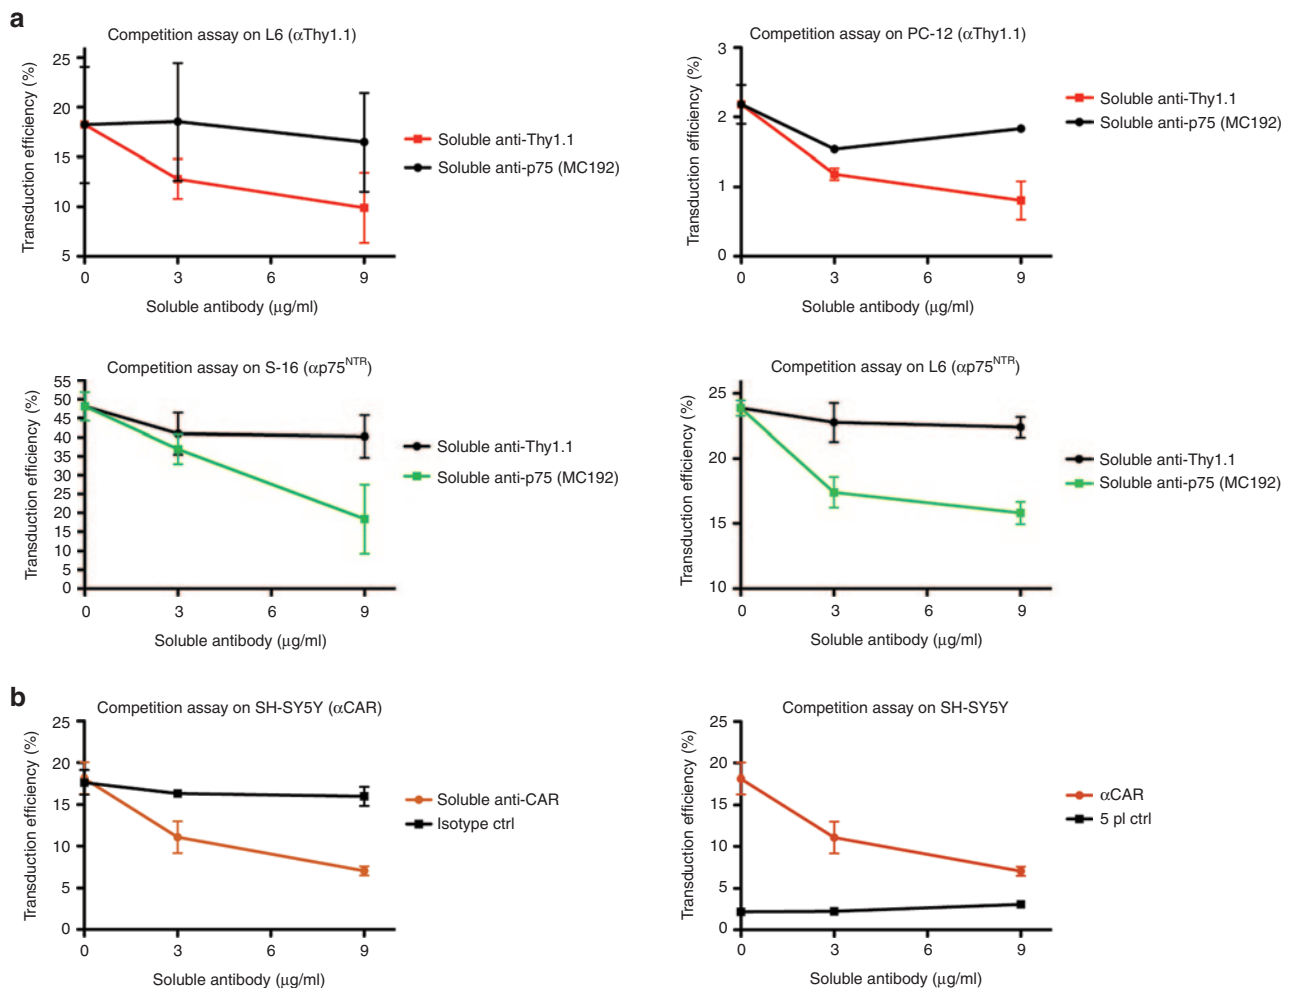 a
Competition assay on L6 (αThy1.1)
Transduction efficiency (%)
25
20
15
10
5
0
3
6
9
Soluble antibody (µg/ml)
Soluble anti-Thy1.1
Soluble anti-p75 (MC192)
Competition assay on PC-12 (αThy1.1)
Transduction efficiency (%)
3
2
1
0
0
3
6
9
Soluble antibody (µg/ml)
Soluble anti-Thy1.1
Soluble anti-p75 (MC192)
Competition assay on S-16 (αp75NTR)
Transduction efficiency (%)
55
50
45
40
35
30
25
20
15
10
5
0
0
3
6
9
Soluble antibody (µg/ml)
Soluble anti-Thy1.1
Soluble anti-p75 (MC192)
Competition assay on L6 (αp75NTR)
Transduction efficiency (%)
25
20
15
10
0
3
6
9
Soluble antibody (µg/ml)
Soluble anti-Thy1.1
Soluble anti-p75 (MC192)
b
Competition assay on SH-SY5Y (αCAR)
Transduction efficiency (%)
25
20
15
10
5
0
0
3
6
9
Soluble antibody (µg/ml)
Soluble anti-CAR
Isotype ctrl
Competition assay on SH-SY5Y
Transduction efficiency (%)
25
20
15
10
5
0
0
3
6
9
Soluble antibody (µg/ml)
αCAR
5 pl ctrl